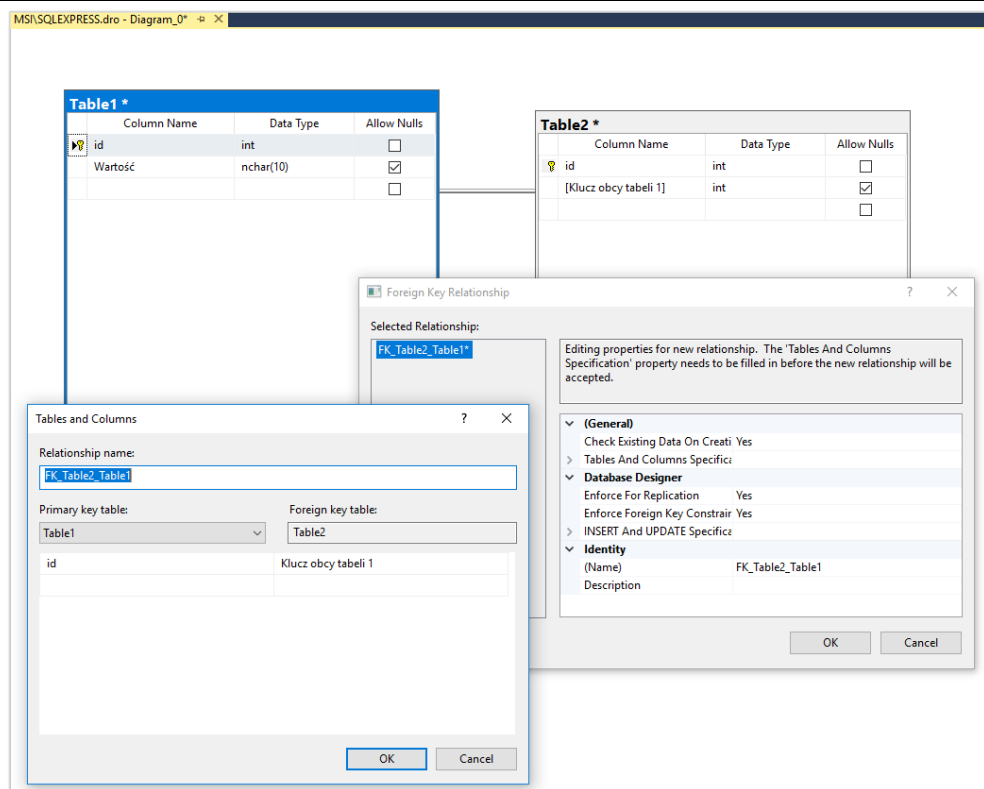 MSI\SQLEXPRESS.dro - Diagram_0*
Table1 *
Column Name Data Type Allow Nulls
id int
Wartość nchar(10)
Table2 *
Column Name Data Type Allow Nulls
id int
[Klucz obcy tabeli 1] int
Foreign Key Relationship ?
Selected Relationship:
FK_Table2_Table1*
Editing properties for new relationship. The 'Tables And Columns
Specification' property needs to be filled in before the new relationship will be
accepted.
(General)
Check Existing Data On Creati Yes
Tables And Columns Specifica
Database Designer
Enforce For Replication Yes
Enforce Foreign Key Constrair Yes
INSERT And UPDATE Specifica
Identity
(Name) FK_Table2_Table1
Description
OK Cancel
Tables and Columns ?
Relationship name:
FK_Table2_Table1
Primary key table: Foreign key table:
Table1 Table2
id Klucz obcy tabeli 1
OK Cancel